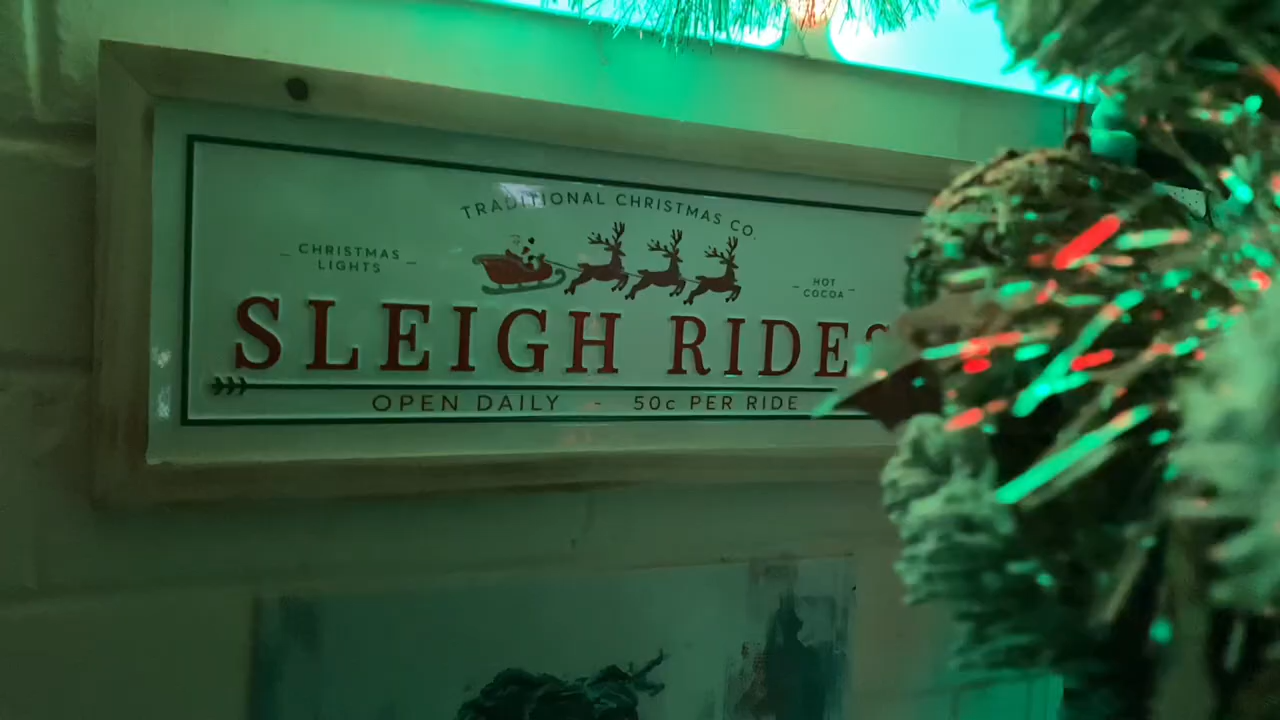 TRADITIONAL CHRISTMAS CO.
CHRISTMAS
LIGHTS
HOT
COCOA
SLEIGH RIDES
OPEN DAILY - 50c PER RIDE